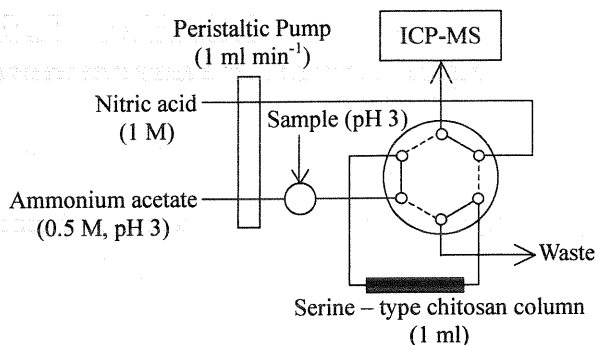 Peristaltic Pump
(1 ml min⁻¹)
ICP-MS
Nitric acid
(1 M)
Sample (pH 3)
Ammonium acetate
(0.5 M, pH 3)
Waste
Serine – type chitosan column
(1 ml)